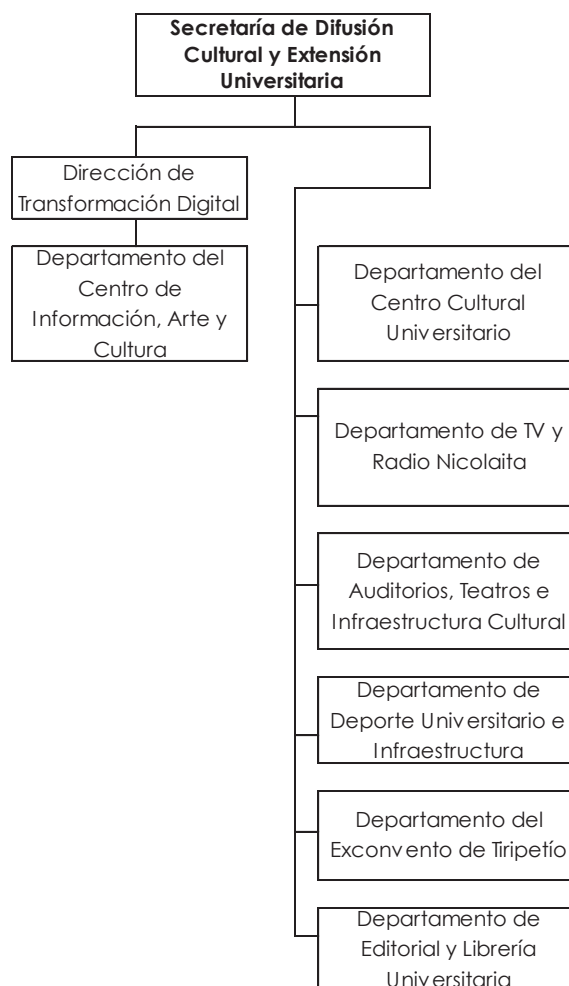 Secretaría de Difusión
Cultural y Extensión
Universitaria
Dirección de
Transformación Digital
Departamento del
Centro de
Información, Arte y
Cultura
Departamento del
Centro Cultural
Universitario
Departamento de TV y
Radio Nicolaita
Departamento de
Auditorios, Teatros e
Infraestructura Cultural
Departamento de
Deporte Universitario e
Infraestructura
Departamento del
Exconvento de Tiripetío
Departamento de
Editorial y Librería
Universitaria